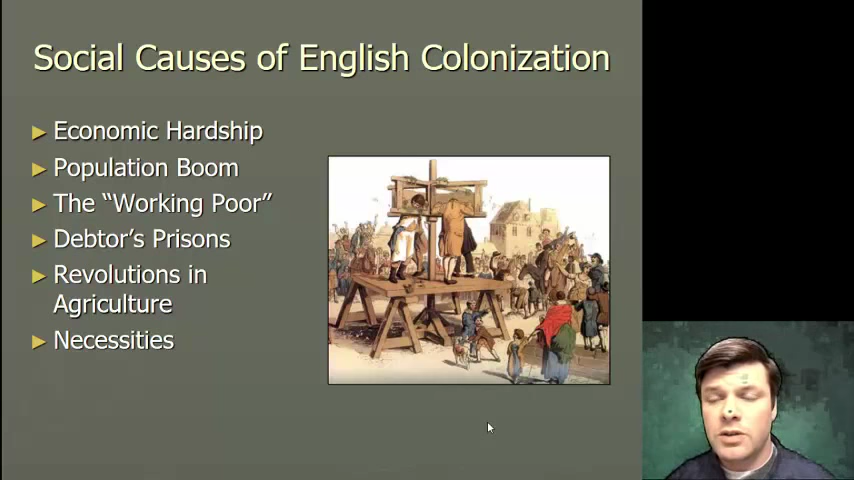 Social Causes of English Colonization
Economic Hardship
Population Boom
The “Working Poor”
Debtor’s Prisons
Revolutions in
Agriculture
Necessities